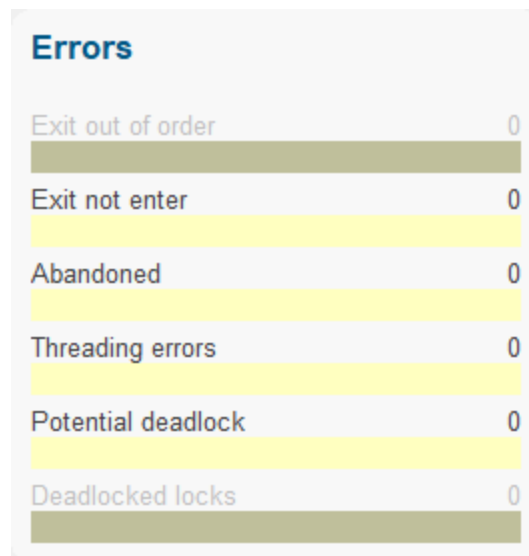 Errors
Exit out of order 0
Exit not enter 0
Abandoned 0
Threading errors 0
Potential deadlock 0
Deadlocked locks 0